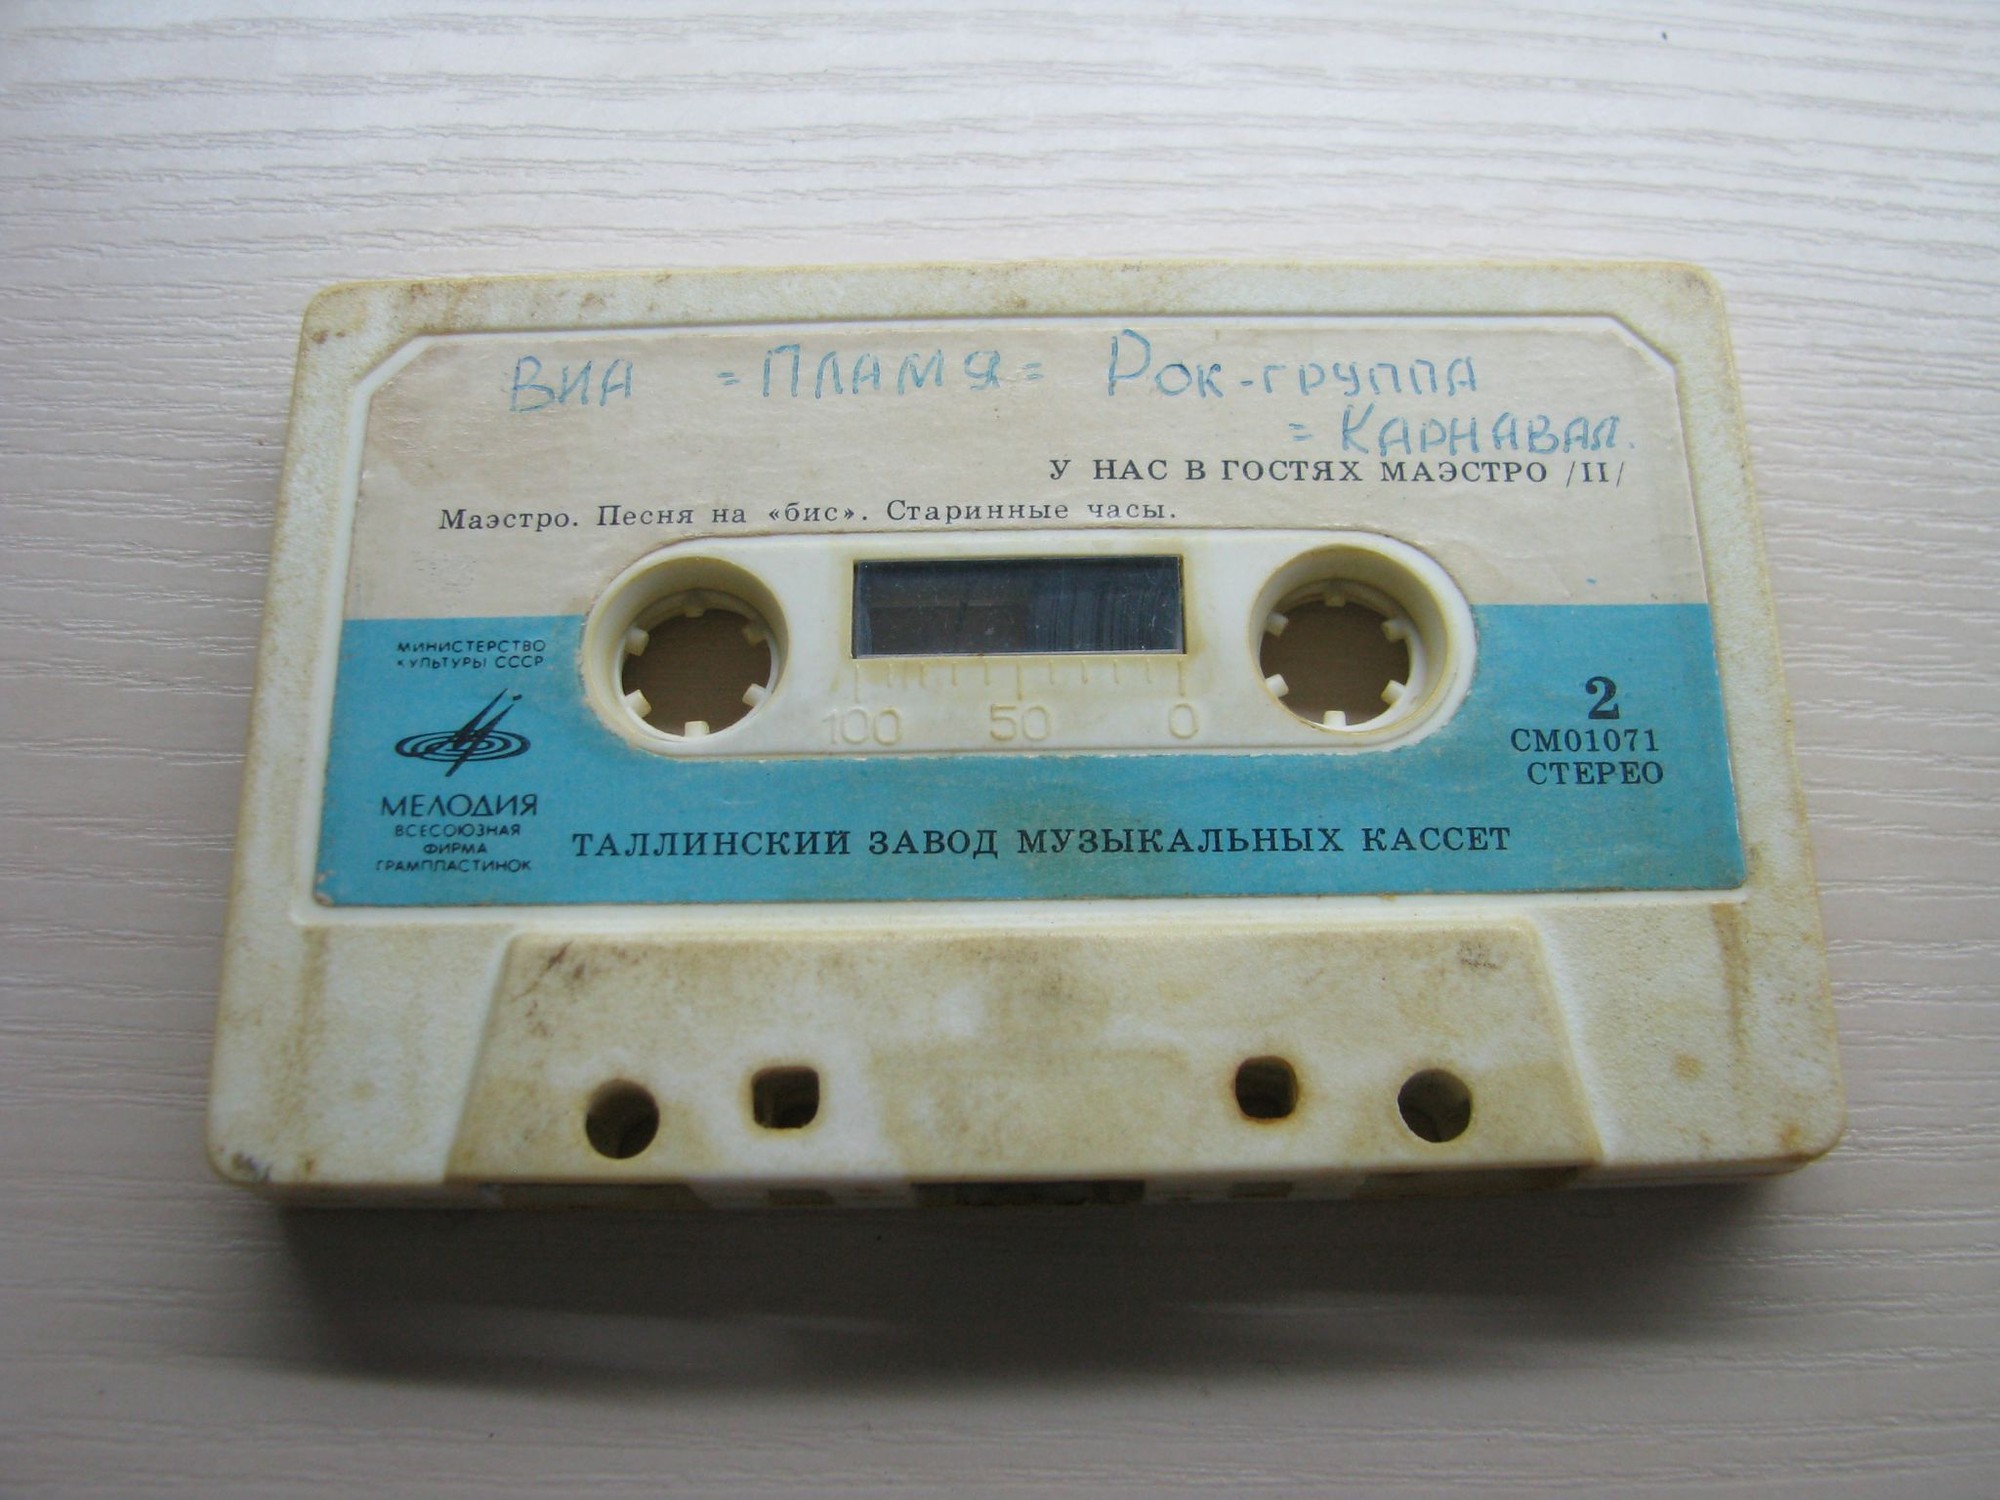 ВИА =ПЛАМЯ= РОК-ГРУППА
= КАРНАВАЛ.
У НАС В ГОСТЯХ МАЭСТРО /II/
Маэстро. Песня на «бис». Старинные часы.
МИНИСТЕРСТВО
КУЛЬТУРЫ СССР
МЕЛОДИЯ
ВСЕСОЮЗНАЯ
ФИРМА
ГРАМПЛАСТИНОК
100 50 0
2
СМ01071
СТЕРЕО
ТАЛЛИНСКИЙ ЗАВОД МУЗЫКАЛЬНЫХ КАССЕТ